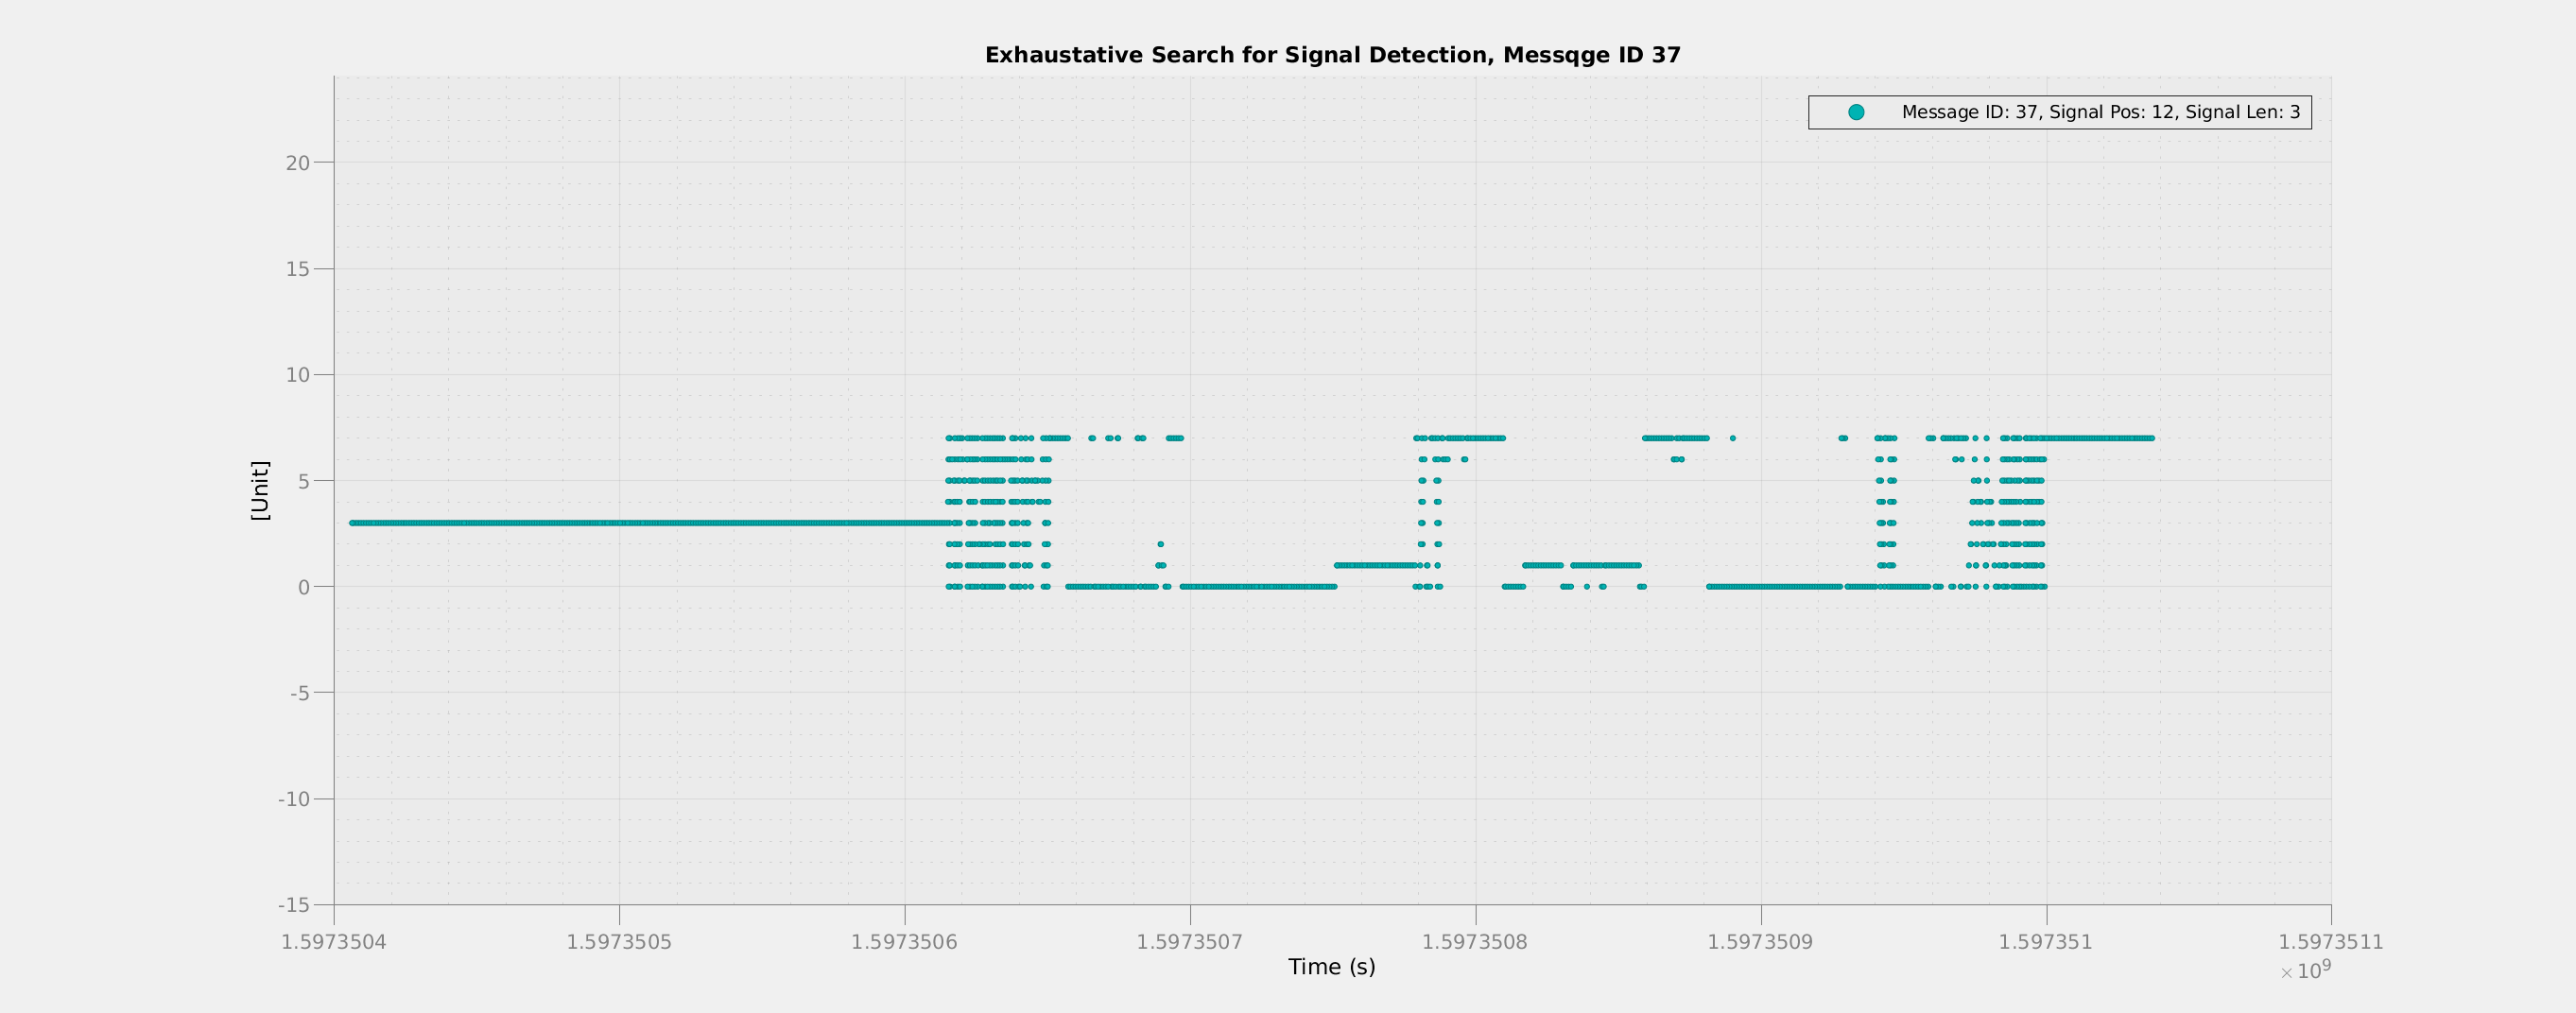 Exhaustative Search for Signal Detection, Messqge ID 37
Message ID: 37, Signal Pos: 12, Signal Len: 3
20
15
10
5
0
-5
-10
-15
[Unit]
1.5973504 1.5973505 1.5973506 1.5973507 1.5973508 1.5973509 1.597351 1.5973511
Time (s)
× 10⁹